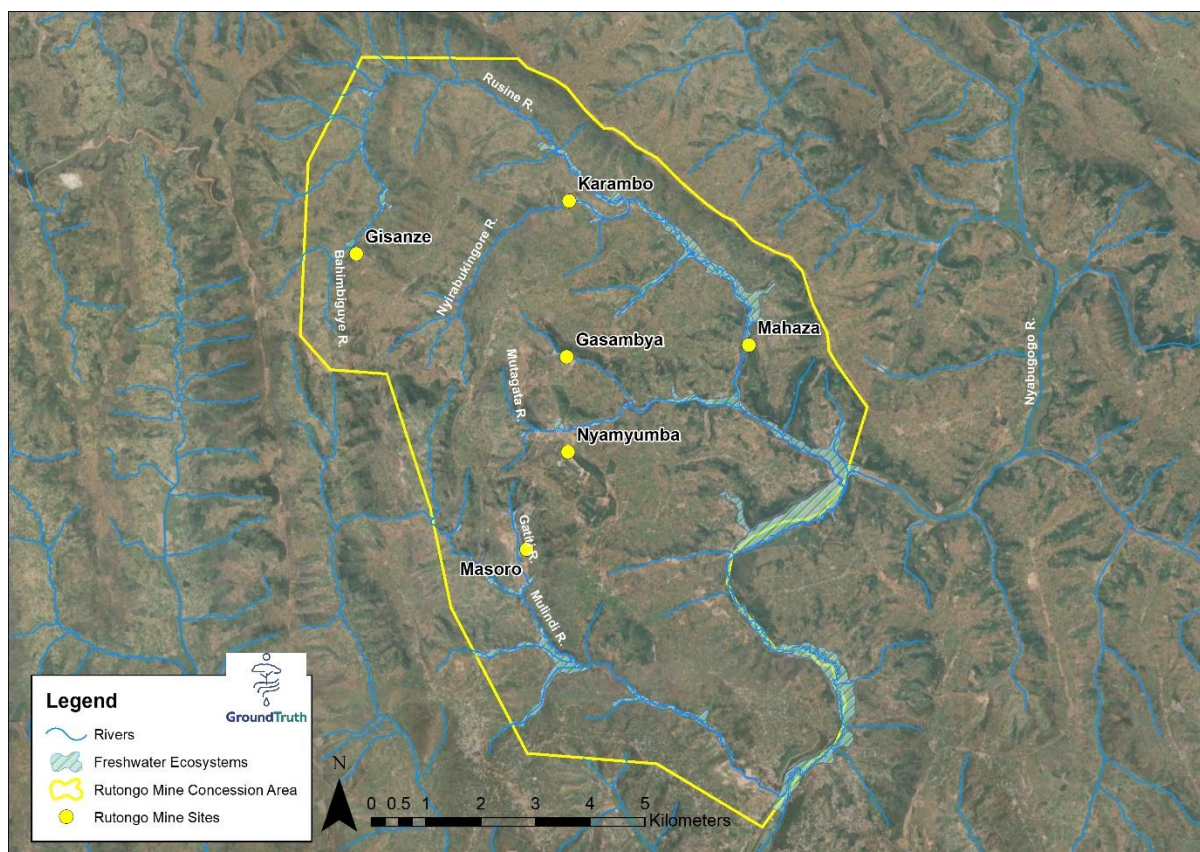 Rusine R.
Karambo
Gisanze
Nyirabukingore R.
Bahimbiguye R.
Mahaza
Gasambya
Nyabugogo R.
Mutagata R
Nyamyumba
Gatiti R.
Masoro
Mulindi R.
GroundTruth
Legend
Rivers
Freshwater Ecosystems
Rutongo Mine Concession Area
Rutongo Mine Sites
N
0 0.5 1 2 3 4 5
Kilometers